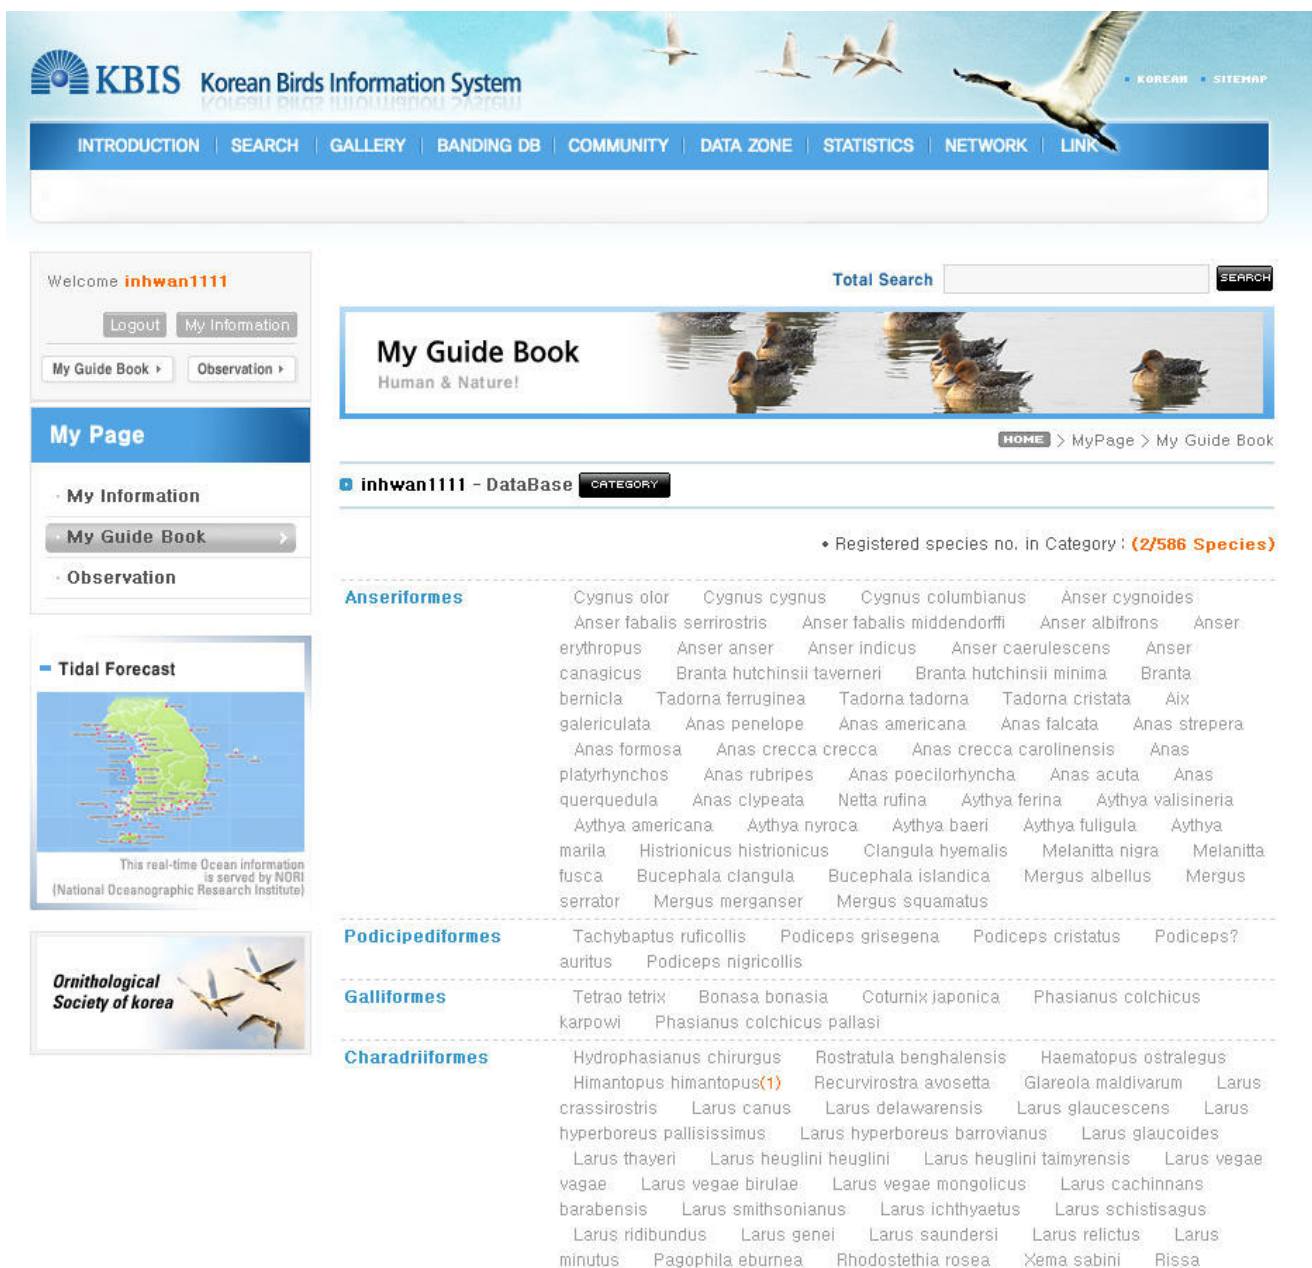 KBIS Korean Birds Information System
KOREAN SITEMAP
INTRODUCTION | SEARCH | GALLERY | BANDING DB | COMMUNITY | DATA ZONE | STATISTICS | NETWORK | LINK
Welcome inhwan1111
Logout My Information
My Guide Book Observation
My Page
My Information
My Guide Book
Observation
Tidal Forecast
This real-time Ocean information
is served by NORI
(National Oceanographic Research Institute)
Ornithological
Society of korea
Total Search SEARCH
My Guide Book
Human & Nature!
HOME > MyPage > My Guide Book
inhwan1111 - DataBase CATEGORY
• Registered species no. in Category : (2/586 Species)
Anseriformes Cygnus olor Cygnus cygnus Cygnus columbianus Anser cygnoides
Anser fabalis serrirostris Anser fabalis middendorffi Anser albifrons Anser
erythropus Anser anser Anser indicus Anser caerulescens Anser
canagicus Branta hutchinsii taverneri Branta hutchinsii minima Branta
bernicla Tadorna ferruginea Tadorna tadorna Tadorna cristata Aix
galericulata Anas penelope Anas americana Anas falcata Anas strepera
Anas formosa Anas crecca crecca Anas crecca carolinensis Anas
platyrhynchos Anas rubripes Anas poecilorhyncha Anas acuta Anas
querquedula Anas clypeata Netta rufina Aythya ferina Aythya valisineria
Aythya americana Aythya nyroca Aythya baeri Aythya fuligula Aythya
marila Histrionicus histrionicus Clangula hyemalis Melanitta nigra Melanitta
fusca Bucephala clangula Bucephala islandica Mergus albellus Mergus
serrator Mergus merganser Mergus squamatus
Podicipediformes Tachybaptus ruficollis Podiceps grisegena Podiceps cristatus Podiceps?
auritus Podiceps nigricollis
Galliformes Tetrao tetrix Bonasa bonasia Coturnix japonica Phasianus colchicus
karpowi Phasianus colchicus pallasi
Charadriiformes Hydrophasianus chirurgus Rostratula benghalensis Haematopus ostralegus
Himantopus himantopus(1) Recurvirostra avosetta Glareola maldivarum Larus
crassirostris Larus canus Larus delawarensis Larus glaucescens Larus
hyperboreus pallisissimus Larus hyperboreus barrovianus Larus glaucoides
Larus thayeri Larus heuglini heuglini Larus heuglini taimyrensis Larus vegae
vagae Larus vegae birulae Larus vegae mongolicus Larus cachinnans
barabensis Larus smithsonianus Larus ichthyaetus Larus schistisagus
Larus ridibundus Larus genei Larus saundersi Larus relictus Larus
minutus Pagophila eburnea Rhodostethia rosea Xema sabini Rissa